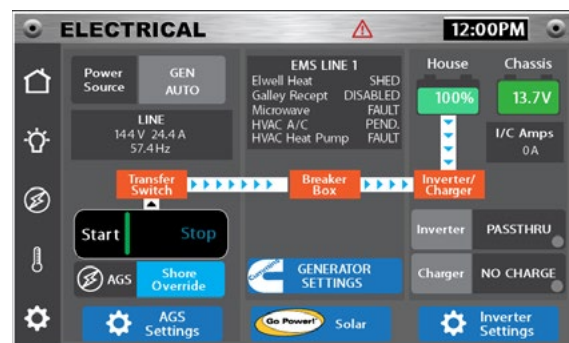 ELECTRICAL
12:00PM
Power Source
GEN AUTO
LINE
144 V 24.4 A
57.4 Hz
EMS LINE 1
Elwell Heat SHED
Galley Recept DISABLED
Microwave FAULT
HVAC A/C PEND.
HVAC Heat Pump FAULT
House
Chassis
100%
13.7V
I/C Amps
0 A
Transfer Switch
Breaker Box
Inverter/
Charger
Start
Stop
AGS
Shore Override
Cummins
GENERATOR SETTINGS
Inverter
PASSTHRU
Charger
NO CHARGE
AGS Settings
Go Power!
Solar
Inverter Settings